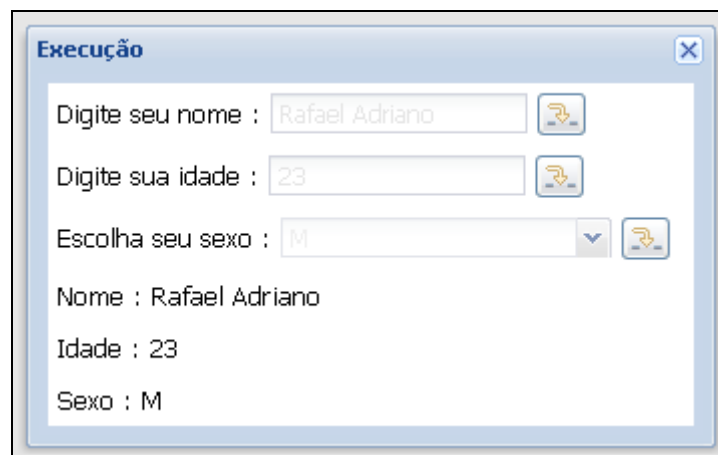 Execução
Digite seu nome : Rafael Adriano
Digite sua idade : 23
Escolha seu sexo : M
Nome : Rafael Adriano
Idade : 23
Sexo : M